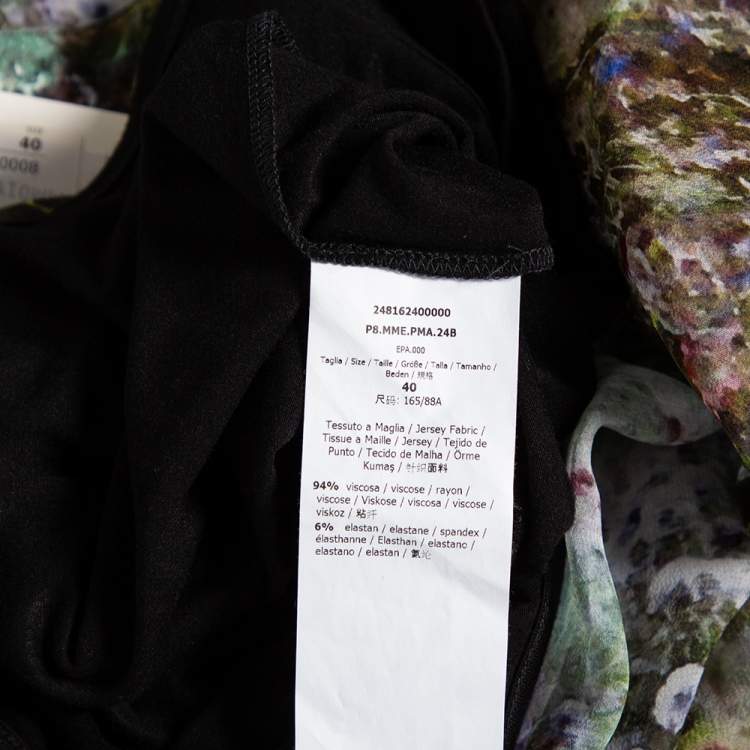 SIZE
40
0008
248162400000
P8.MME.PMA.24B
EPA.000
Taglia / Size / Taille / Größe / Talla / Tamanho /
Beden / 规格
40
尺码: 165/88A
Tessuto a Maglia / Jersey Fabric /
Tissue a Maille / Jersey / Tejido de
Punto / Tecido de Malha / Örme
Kumaş / 针织面料
94% viscosa / viscose / rayon /
viscose / Viskose / viscosa / viscose /
viskoz / 粘纤
6% elastan / elastane / spandex /
élasthanne / Elasthan / elastano /
elastano / elastan / 氨纶